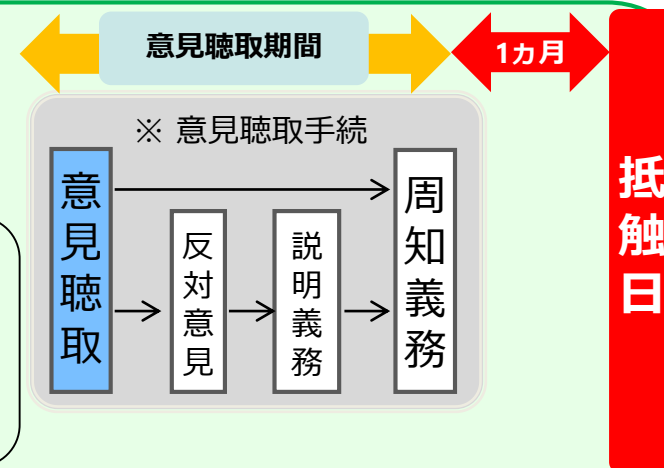 意見聴取期間
1ヵ月
※ 意見聴取手続
意見聴取
反対意見
説明義務
周知義務
抵触日